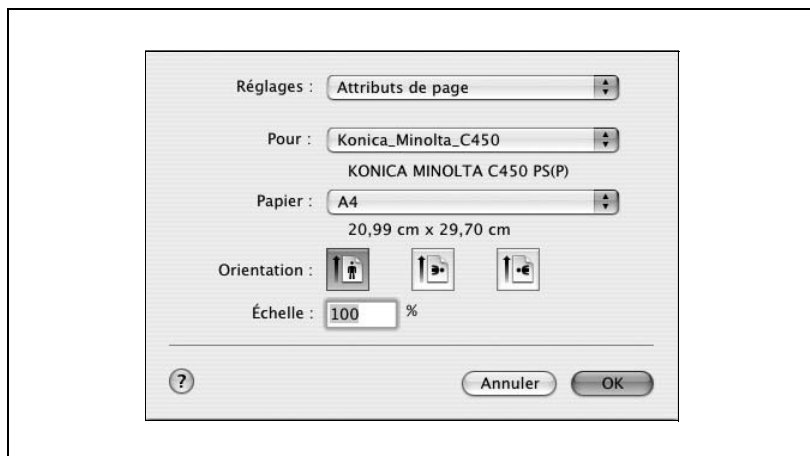 Réglages : Attributs de page
Pour : Konica_Minolta_C450
KONICA MINOLTA C450 PS(P)
Papier : A4
20,99 cm x 29,70 cm
Orientation :
Échelle : 100 %
? Annuler OK